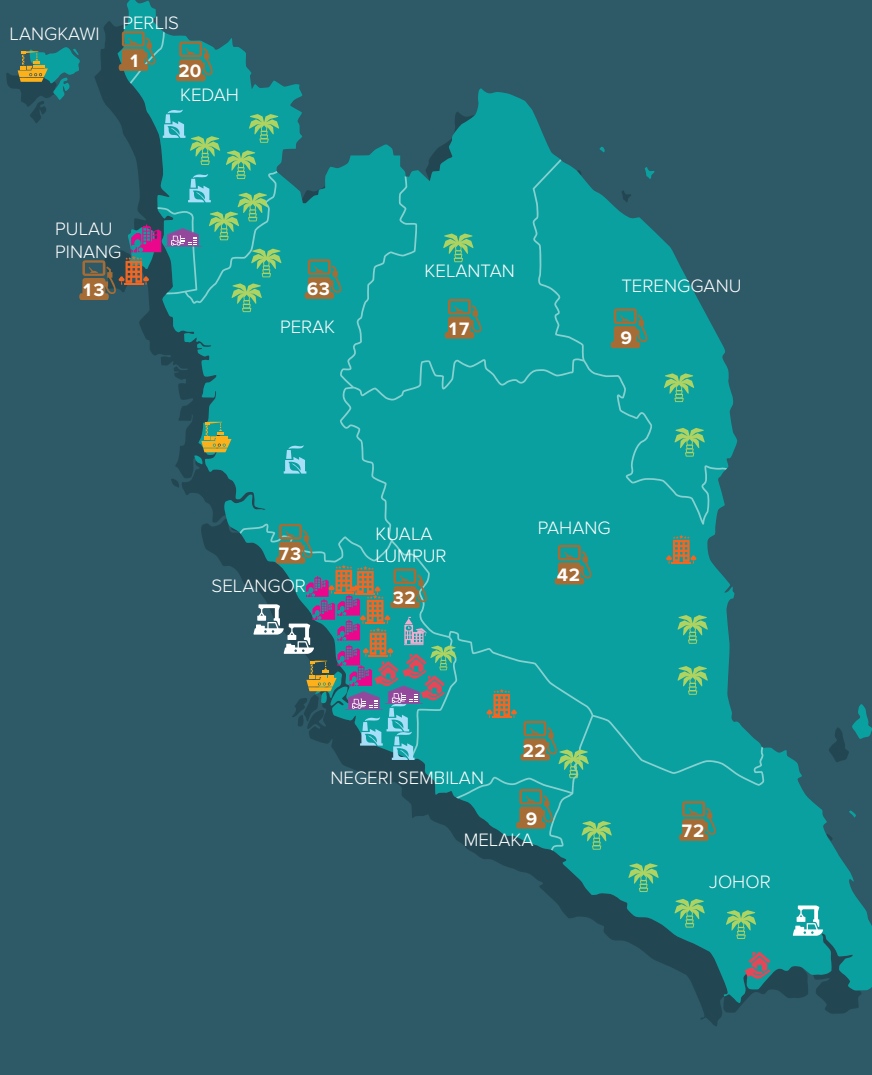 LANGKAWI
PERLIS
1
20
KEDAH
PULAU
PINANG
13
63
PERAK
KELANTAN
17
TERENGGANU
9
73
KUALA
LUMPUR
32
SELANGOR
PAHANG
42
22
NEGERI SEMBILAN
9
MELAKA
72
JOHOR